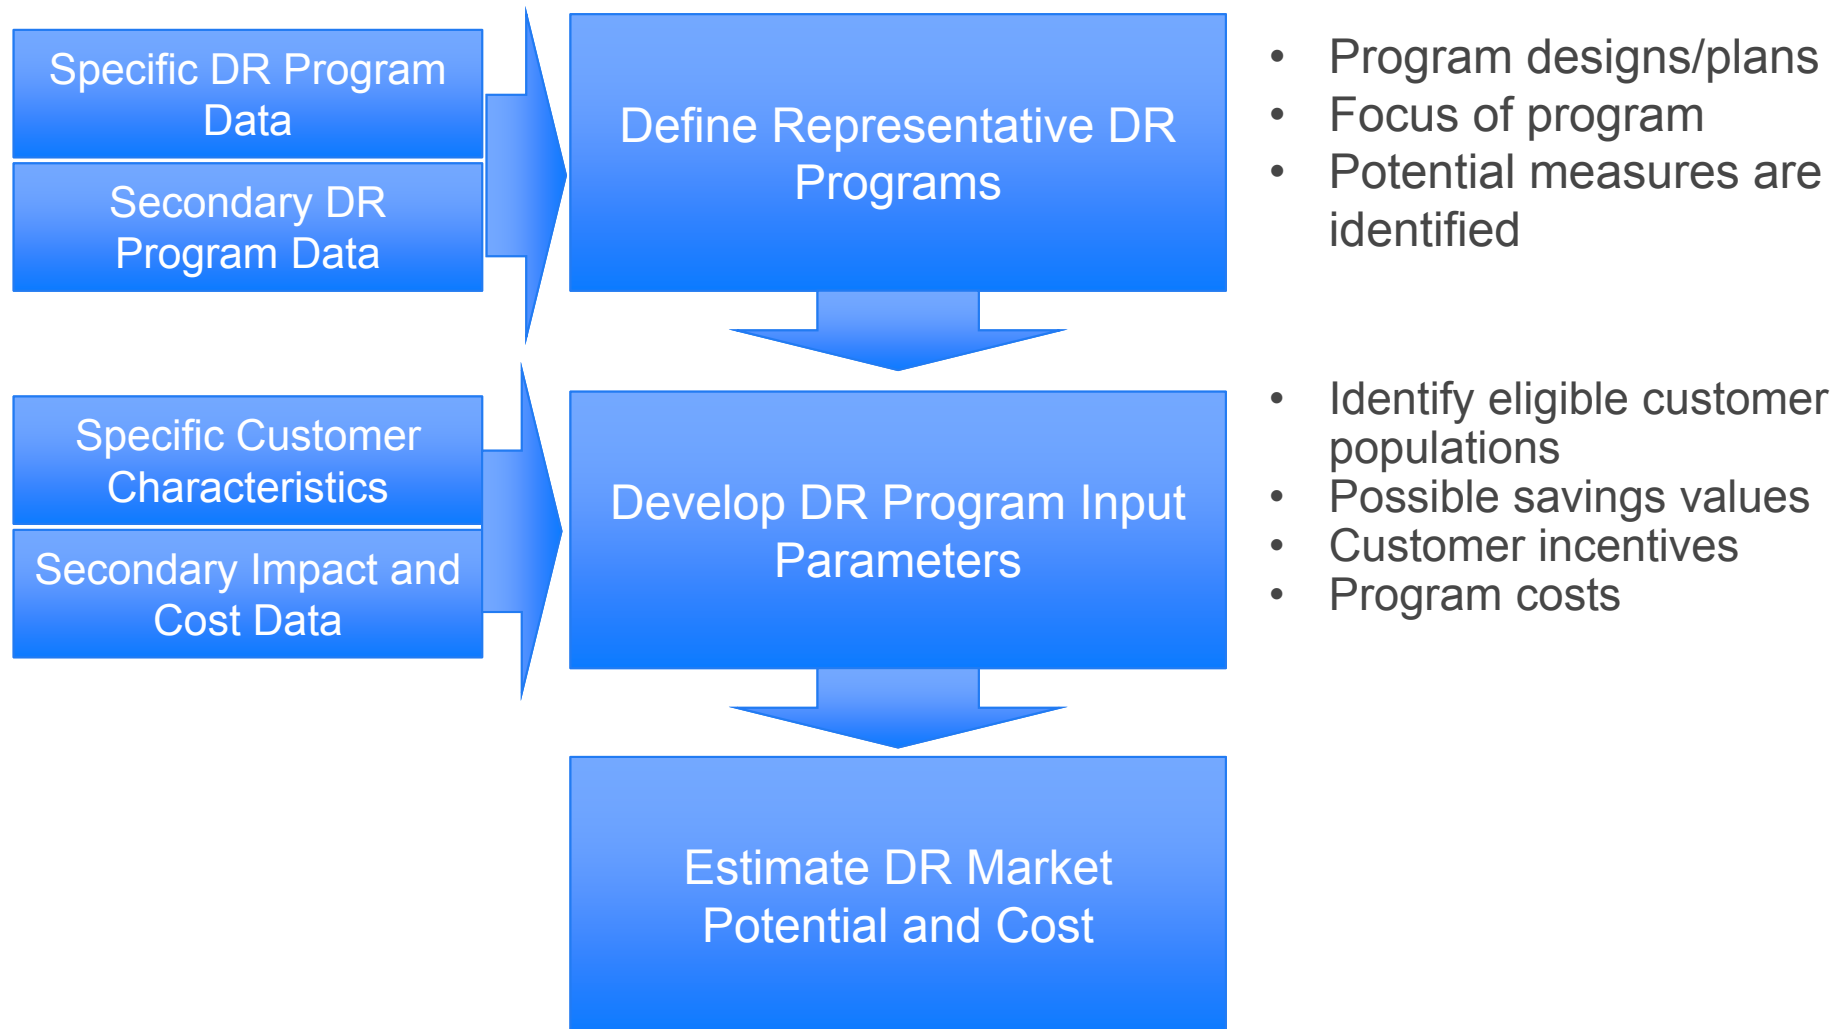 Specific DR Program
Data
Secondary DR
Program Data
Define Representative DR
Programs
• Program designs/plans
• Focus of program
• Potential measures are
identified
Specific Customer
Characteristics
Secondary Impact and
Cost Data
Develop DR Program Input
Parameters
• Identify eligible customer
populations
• Possible savings values
• Customer incentives
• Program costs
Estimate DR Market
Potential and Cost